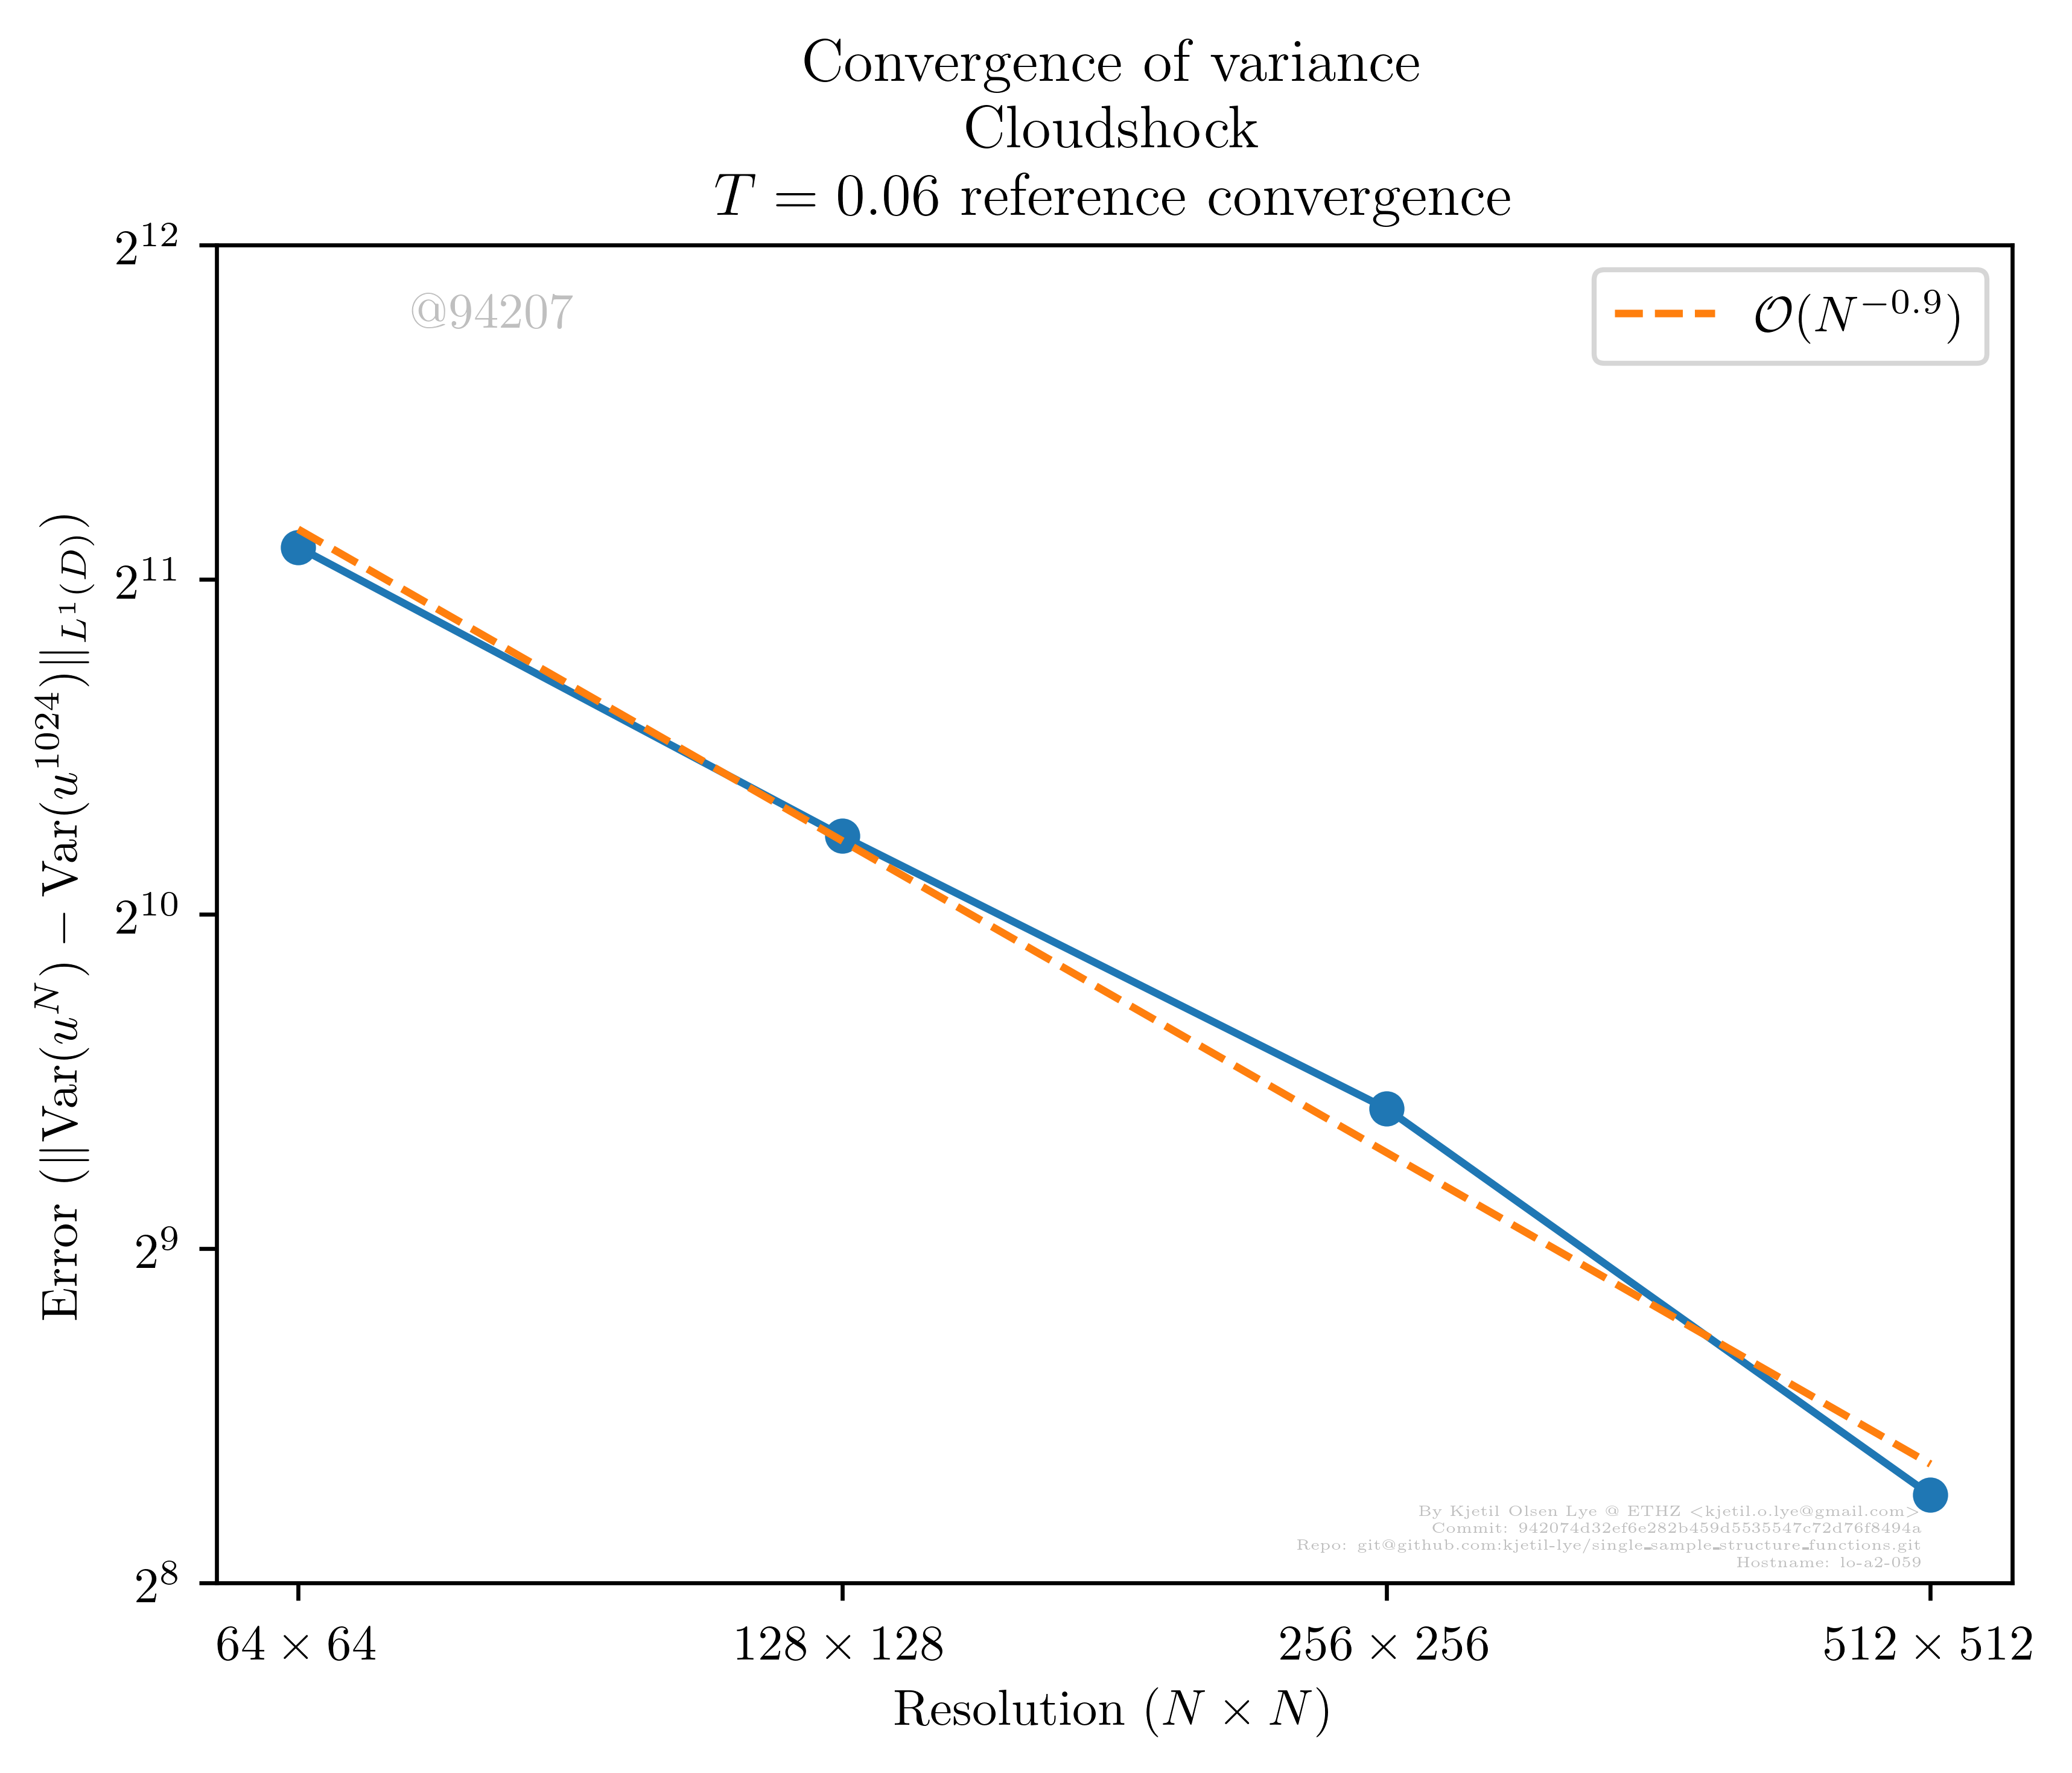 Convergence of variance
Cloudshock
T = 0.06 reference convergence
2^12
2^11
2^10
2^9
2^8
Error (‖Var(u^N) − Var(u^1024)‖_{L^1(D)})
@94207
O(N^−0.9)
By Kjetil Olsen Lye @ ETHZ <kjetil.o.lye@gmail.com>
Commit: 942074d32ef6e282b459d5535547c72d76f8494a
Repo: git@github.com:kjetil-lye/single_sample_structure_functions.git
Hostname: lo-a2-059
64 × 64 128 × 128 256 × 256 512 × 512
Resolution (N × N)